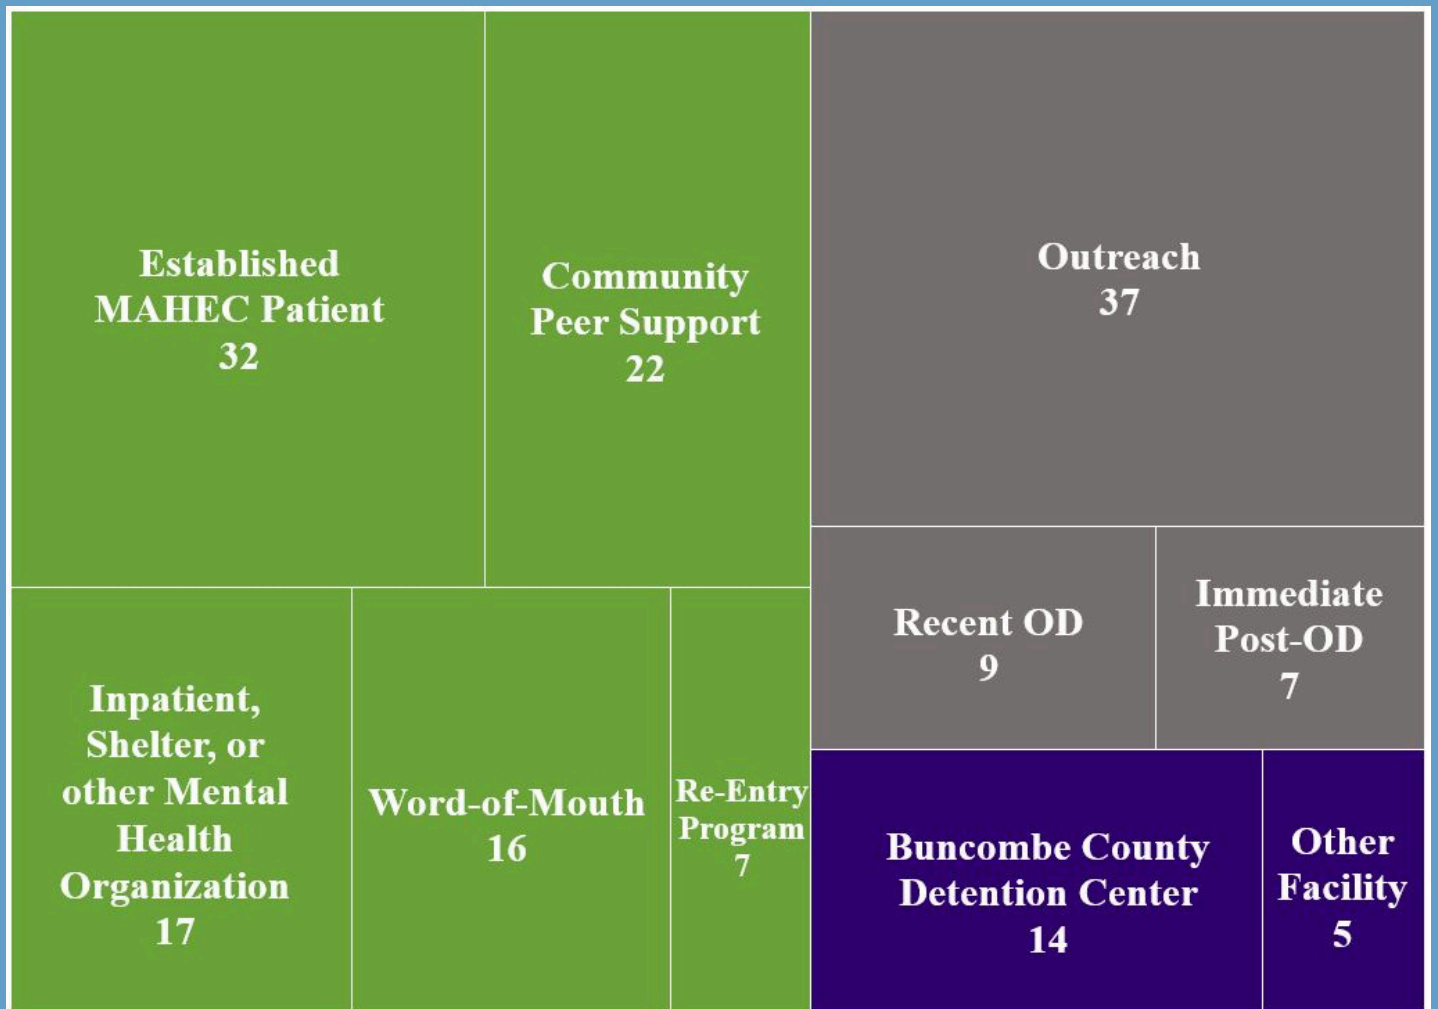 Established
MAHEC Patient
32
Community
Peer Support
22
Outreach
37
Recent OD
9
Immediate
Post-OD
7
Inpatient,
Shelter, or
other Mental
Health
Organization
17
Word-of-Mouth
16
Re-Entry
Program
7
Buncombe County
Detention Center
14
Other
Facility
5